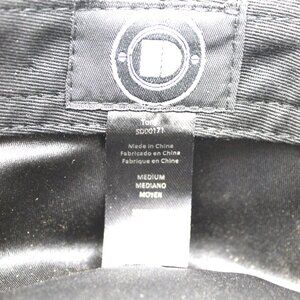 SD00171
Made in China
Fabricado en China
Fabrique en Chine
MEDIUM
MEDIANO
MOYEN